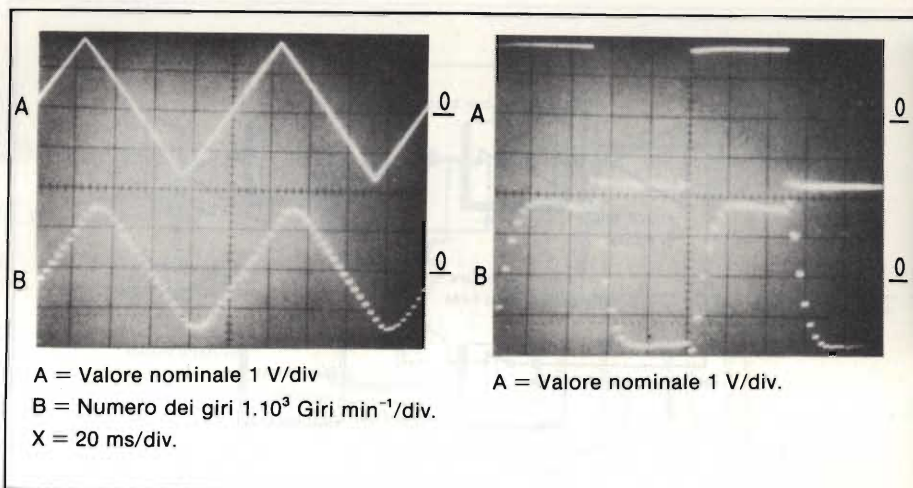 A
B
0
0
A
B
0
0
A = Valore nominale 1 V/div
B = Numero dei giri 1.10³ Giri min⁻¹/div.
X = 20 ms/div.
A = Valore nominale 1 V/div.